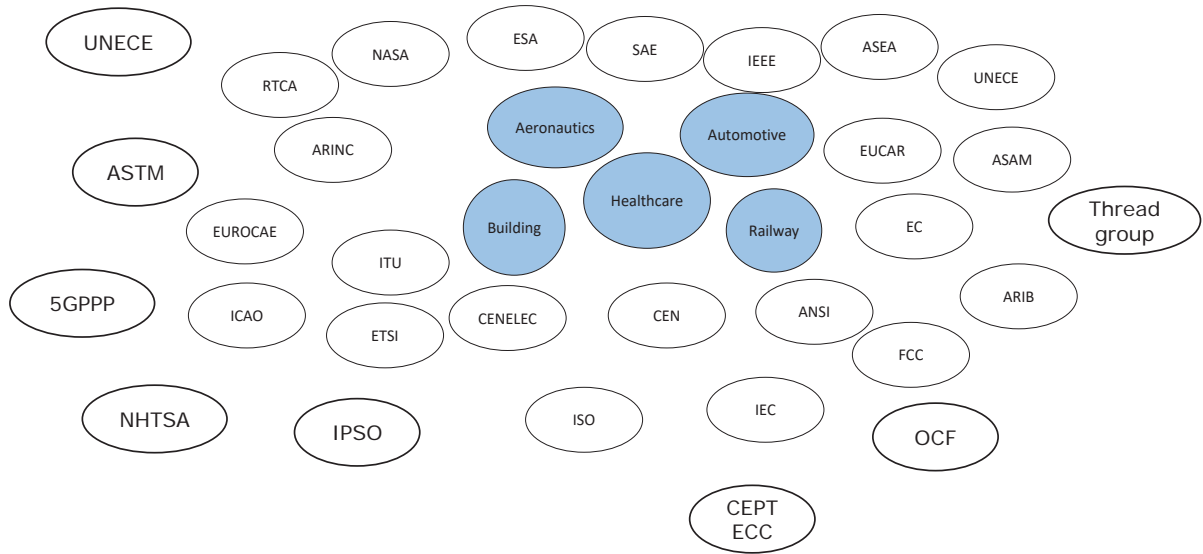 UNECE
NASA
ESA
SAE
IEEE
ASEA
UNECE
RTCA
Aeronautics
Automotive
ARINC
EUCAR
ASAM
ASTM
Healthcare
Thread
group
EUROCAE
Building
Railway
EC
ITU
5GPPP
ICAO
ETSI
CENELEC
CEN
ANSI
ARIB
FCC
NHTSA
IPSO
ISO
IEC
OCF
CEPT
ECC